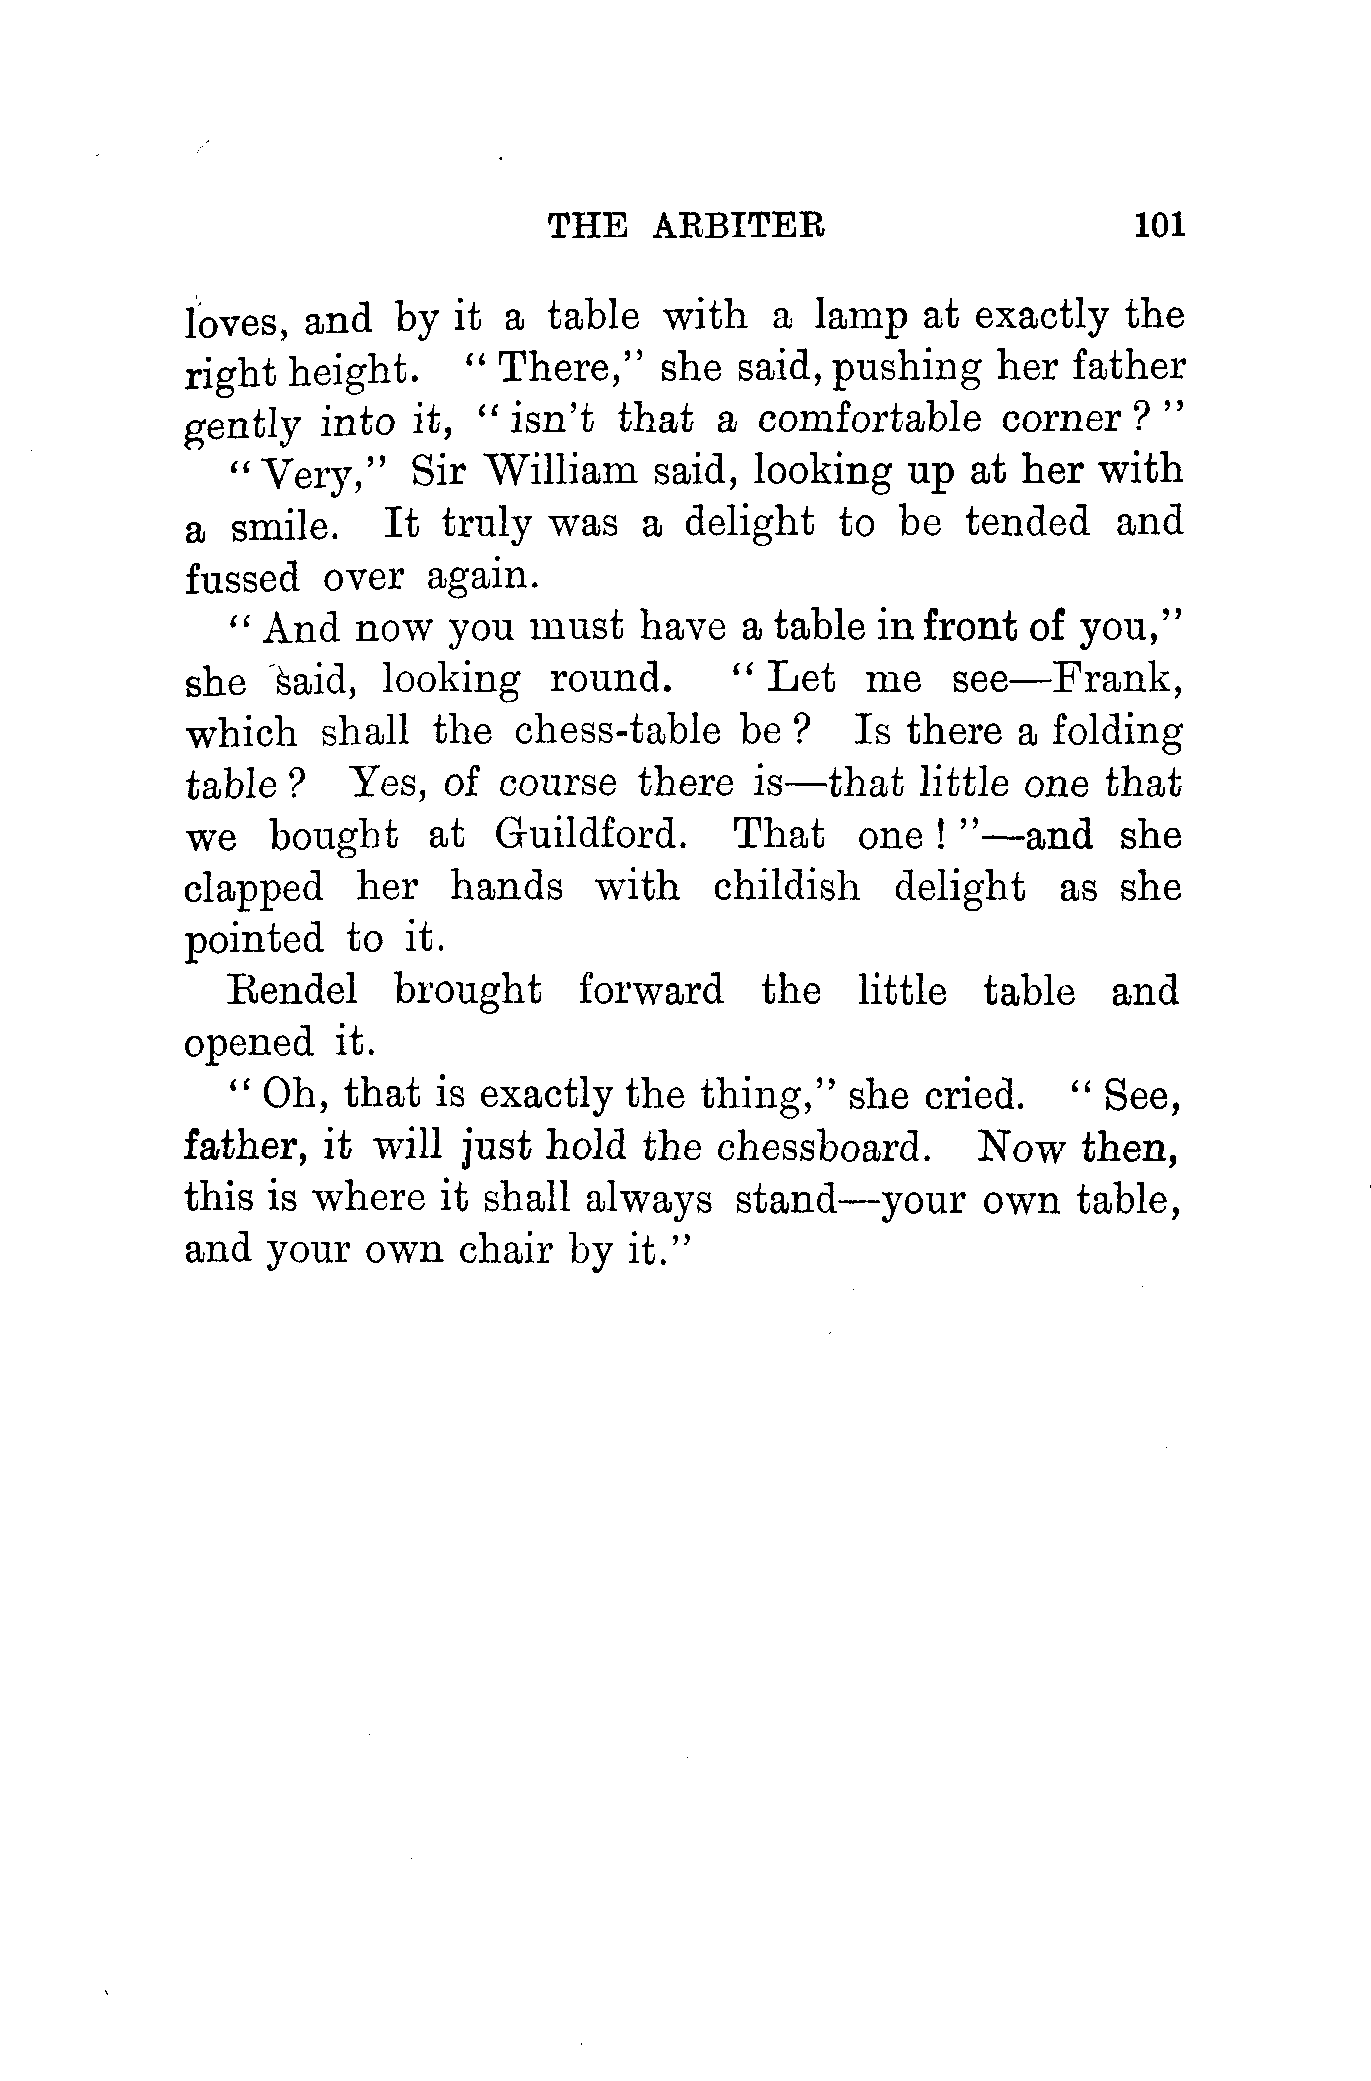 THE ARBITER 101
loves, and by it a table with a lamp at exactly the
right height. “ There,” she said, pushing her father
gently into it, “ isn’t that a comfortable corner ? ”
“ Very,” Sir William said, looking up at her with
a smile. It truly was a delight to be tended and
fussed over again.
“ And now you must have a table in front of you,”
she said, looking round. “ Let me see—Frank,
which shall the chess-table be ? Is there a folding
table ? Yes, of course there is—that little one that
we bought at Guildford. That one ! ”—and she
clapped her hands with childish delight as she
pointed to it.
Rendel brought forward the little table and
opened it.
“ Oh, that is exactly the thing,” she cried. “ See,
father, it will just hold the chessboard. Now then,
this is where it shall always stand—your own table,
and your own chair by it.”